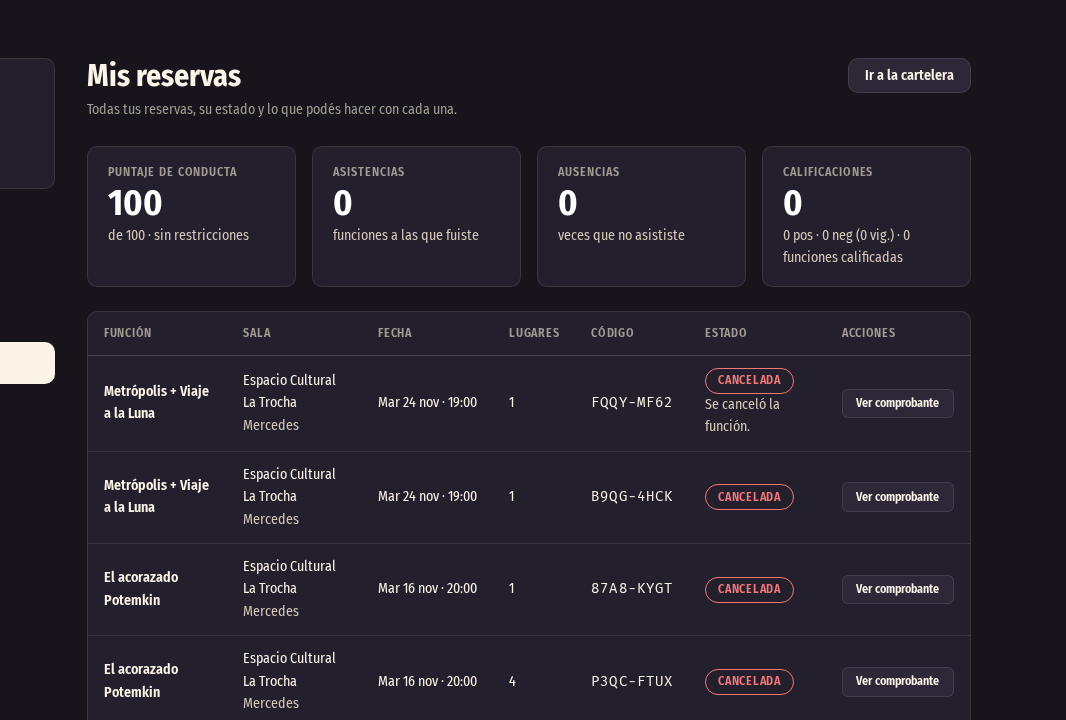 Mis reservas
Ir a la cartelera
Todas tus reservas, su estado y lo que podés hacer con cada una.
PUNTAJE DE CONDUCTA
100
de 100 · sin restricciones
ASISTENCIAS
0
funciones a las que fuiste
AUSENCIAS
0
veces que no asististe
CALIFICACIONES
0
0 pos · 0 neg (0 vig.) · 0
funciones calificadas
FUNCIÓN SALA FECHA LUGARES CÓDIGO ESTADO ACCIONES
Metrópolis + Viaje
a la Luna
Espacio Cultural
La Trocha
Mercedes
Mar 24 nov · 19:00
1
FQQY-MF62
CANCELADA
Se canceló la
función.
Ver comprobante
Metrópolis + Viaje
a la Luna
Espacio Cultural
La Trocha
Mercedes
Mar 24 nov · 19:00
1
B9QG-4HCK
CANCELADA
Ver comprobante
El acorazado
Potemkin
Espacio Cultural
La Trocha
Mercedes
Mar 16 nov · 20:00
1
87A8-KYGT
CANCELADA
Ver comprobante
El acorazado
Potemkin
Espacio Cultural
La Trocha
Mercedes
Mar 16 nov · 20:00
4
P3QC-FTUX
CANCELADA
Ver comprobante